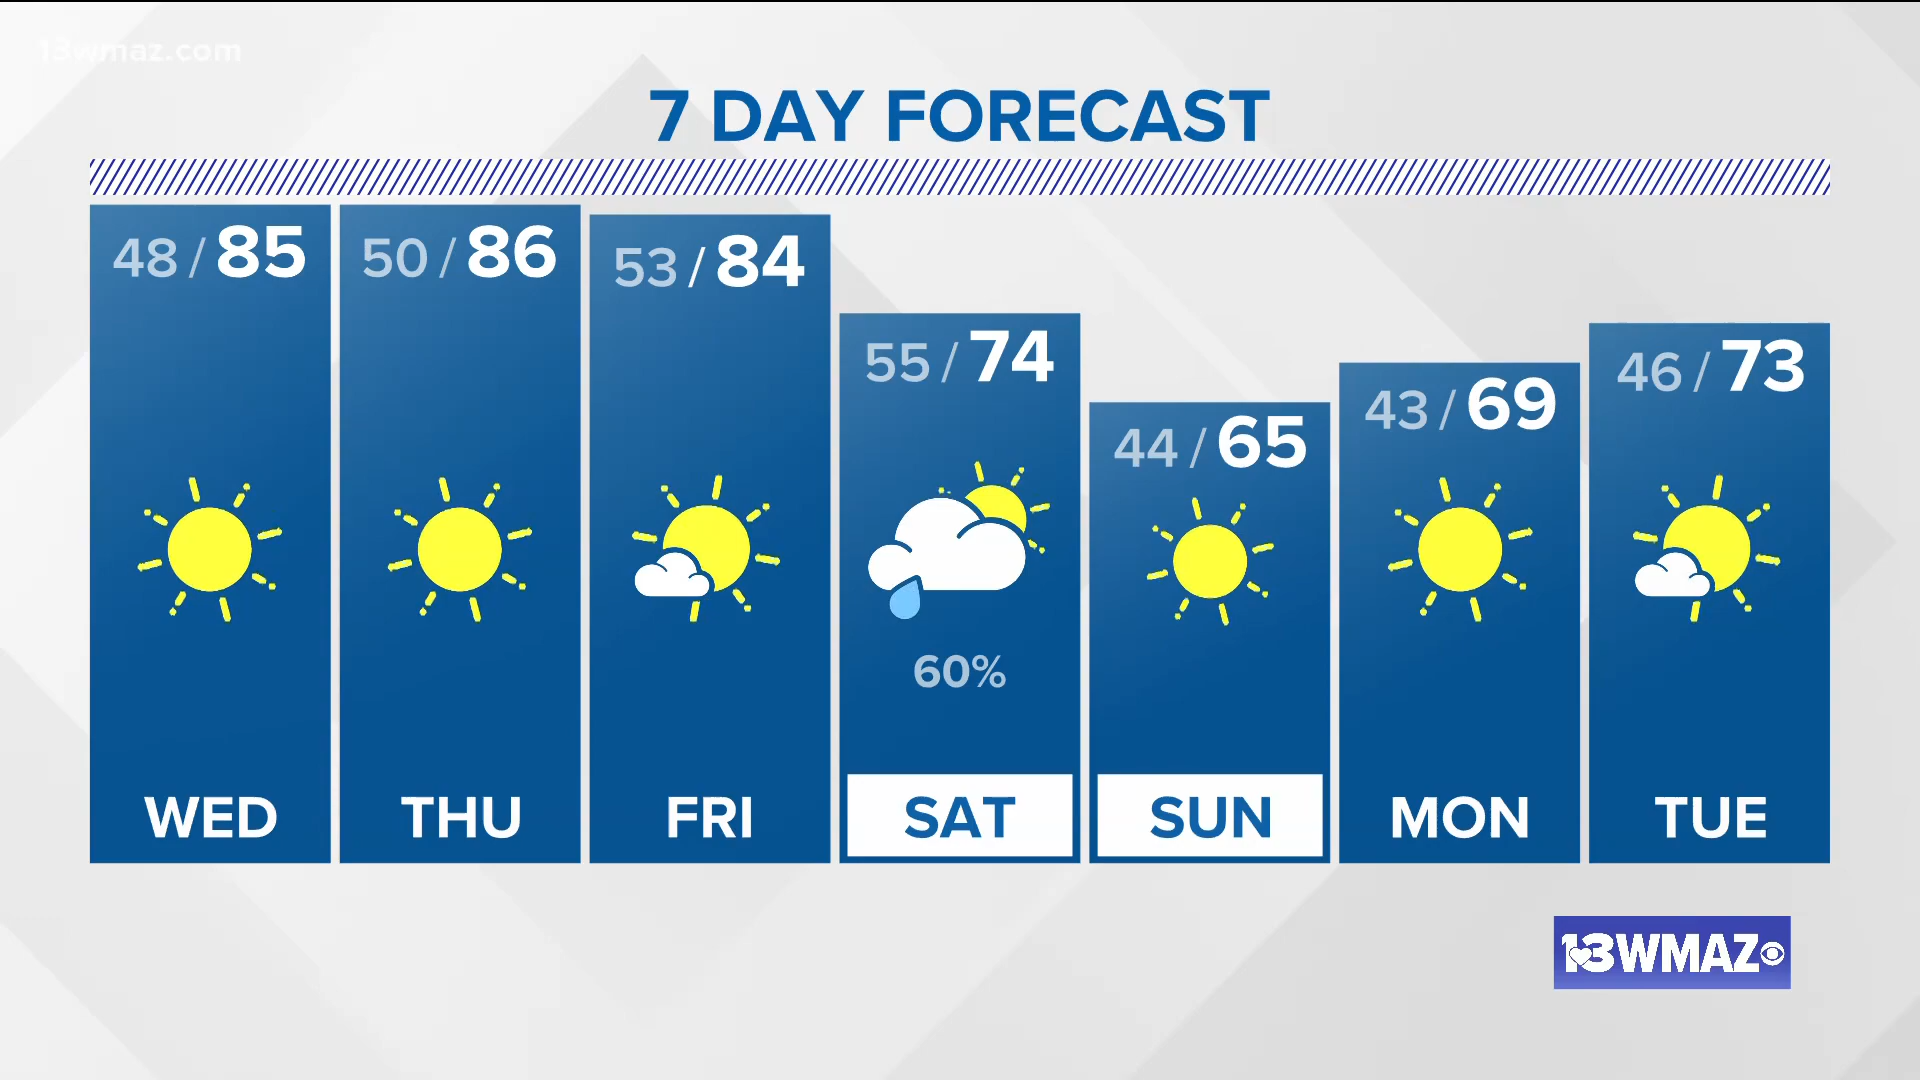 13wmaz.com
7 DAY FORECAST
48 / 85
50 / 86
53 / 84
55 / 74
44 / 65
43 / 69
46 / 73
60%
WED
THU
FRI
SAT
SUN
MON
TUE
13WMAZ